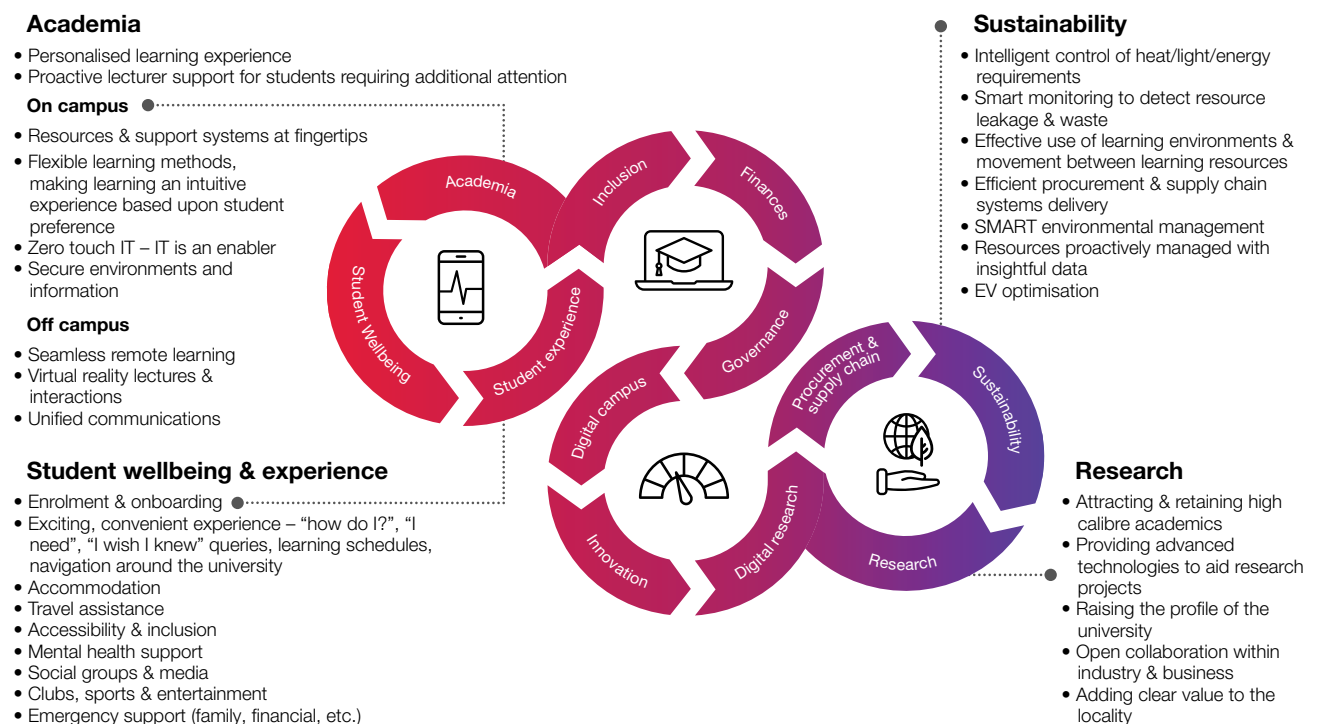 Academia
• Personalised learning experience
• Proactive lecturer support for students requiring additional attention
On campus
• Resources & support systems at fingertips
• Flexible learning methods,
making learning an intuitive
experience based upon student
preference
• Zero touch IT – IT is an enabler
• Secure environments and
information
Off campus
• Seamless remote learning
• Virtual reality lectures &
interactions
• Unified communications
Student wellbeing & experience
• Enrolment & onboarding
• Exciting, convenient experience – “how do I?”, “I
need”, “I wish I knew” queries, learning schedules,
navigation around the university
• Accommodation
• Travel assistance
• Accessibility & inclusion
• Mental health support
• Social groups & media
• Clubs, sports & entertainment
• Emergency support (family, financial, etc.)
Academia
Student Wellbeing
Student experience
Inclusion
Finances
Governance
Digital campus
Innovation
Digital research
Procurement &
supply chain
Sustainability
Research
Sustainability
• Intelligent control of heat/light/energy
requirements
• Smart monitoring to detect resource
leakage & waste
• Effective use of learning environments &
movement between learning resources
• Efficient procurement & supply chain
systems delivery
• SMART environmental management
• Resources proactively managed with
insightful data
• EV optimisation
Research
• Attracting & retaining high
calibre academics
• Providing advanced
technologies to aid research
projects
• Raising the profile of the
university
• Open collaboration within
industry & business
• Adding clear value to the
locality